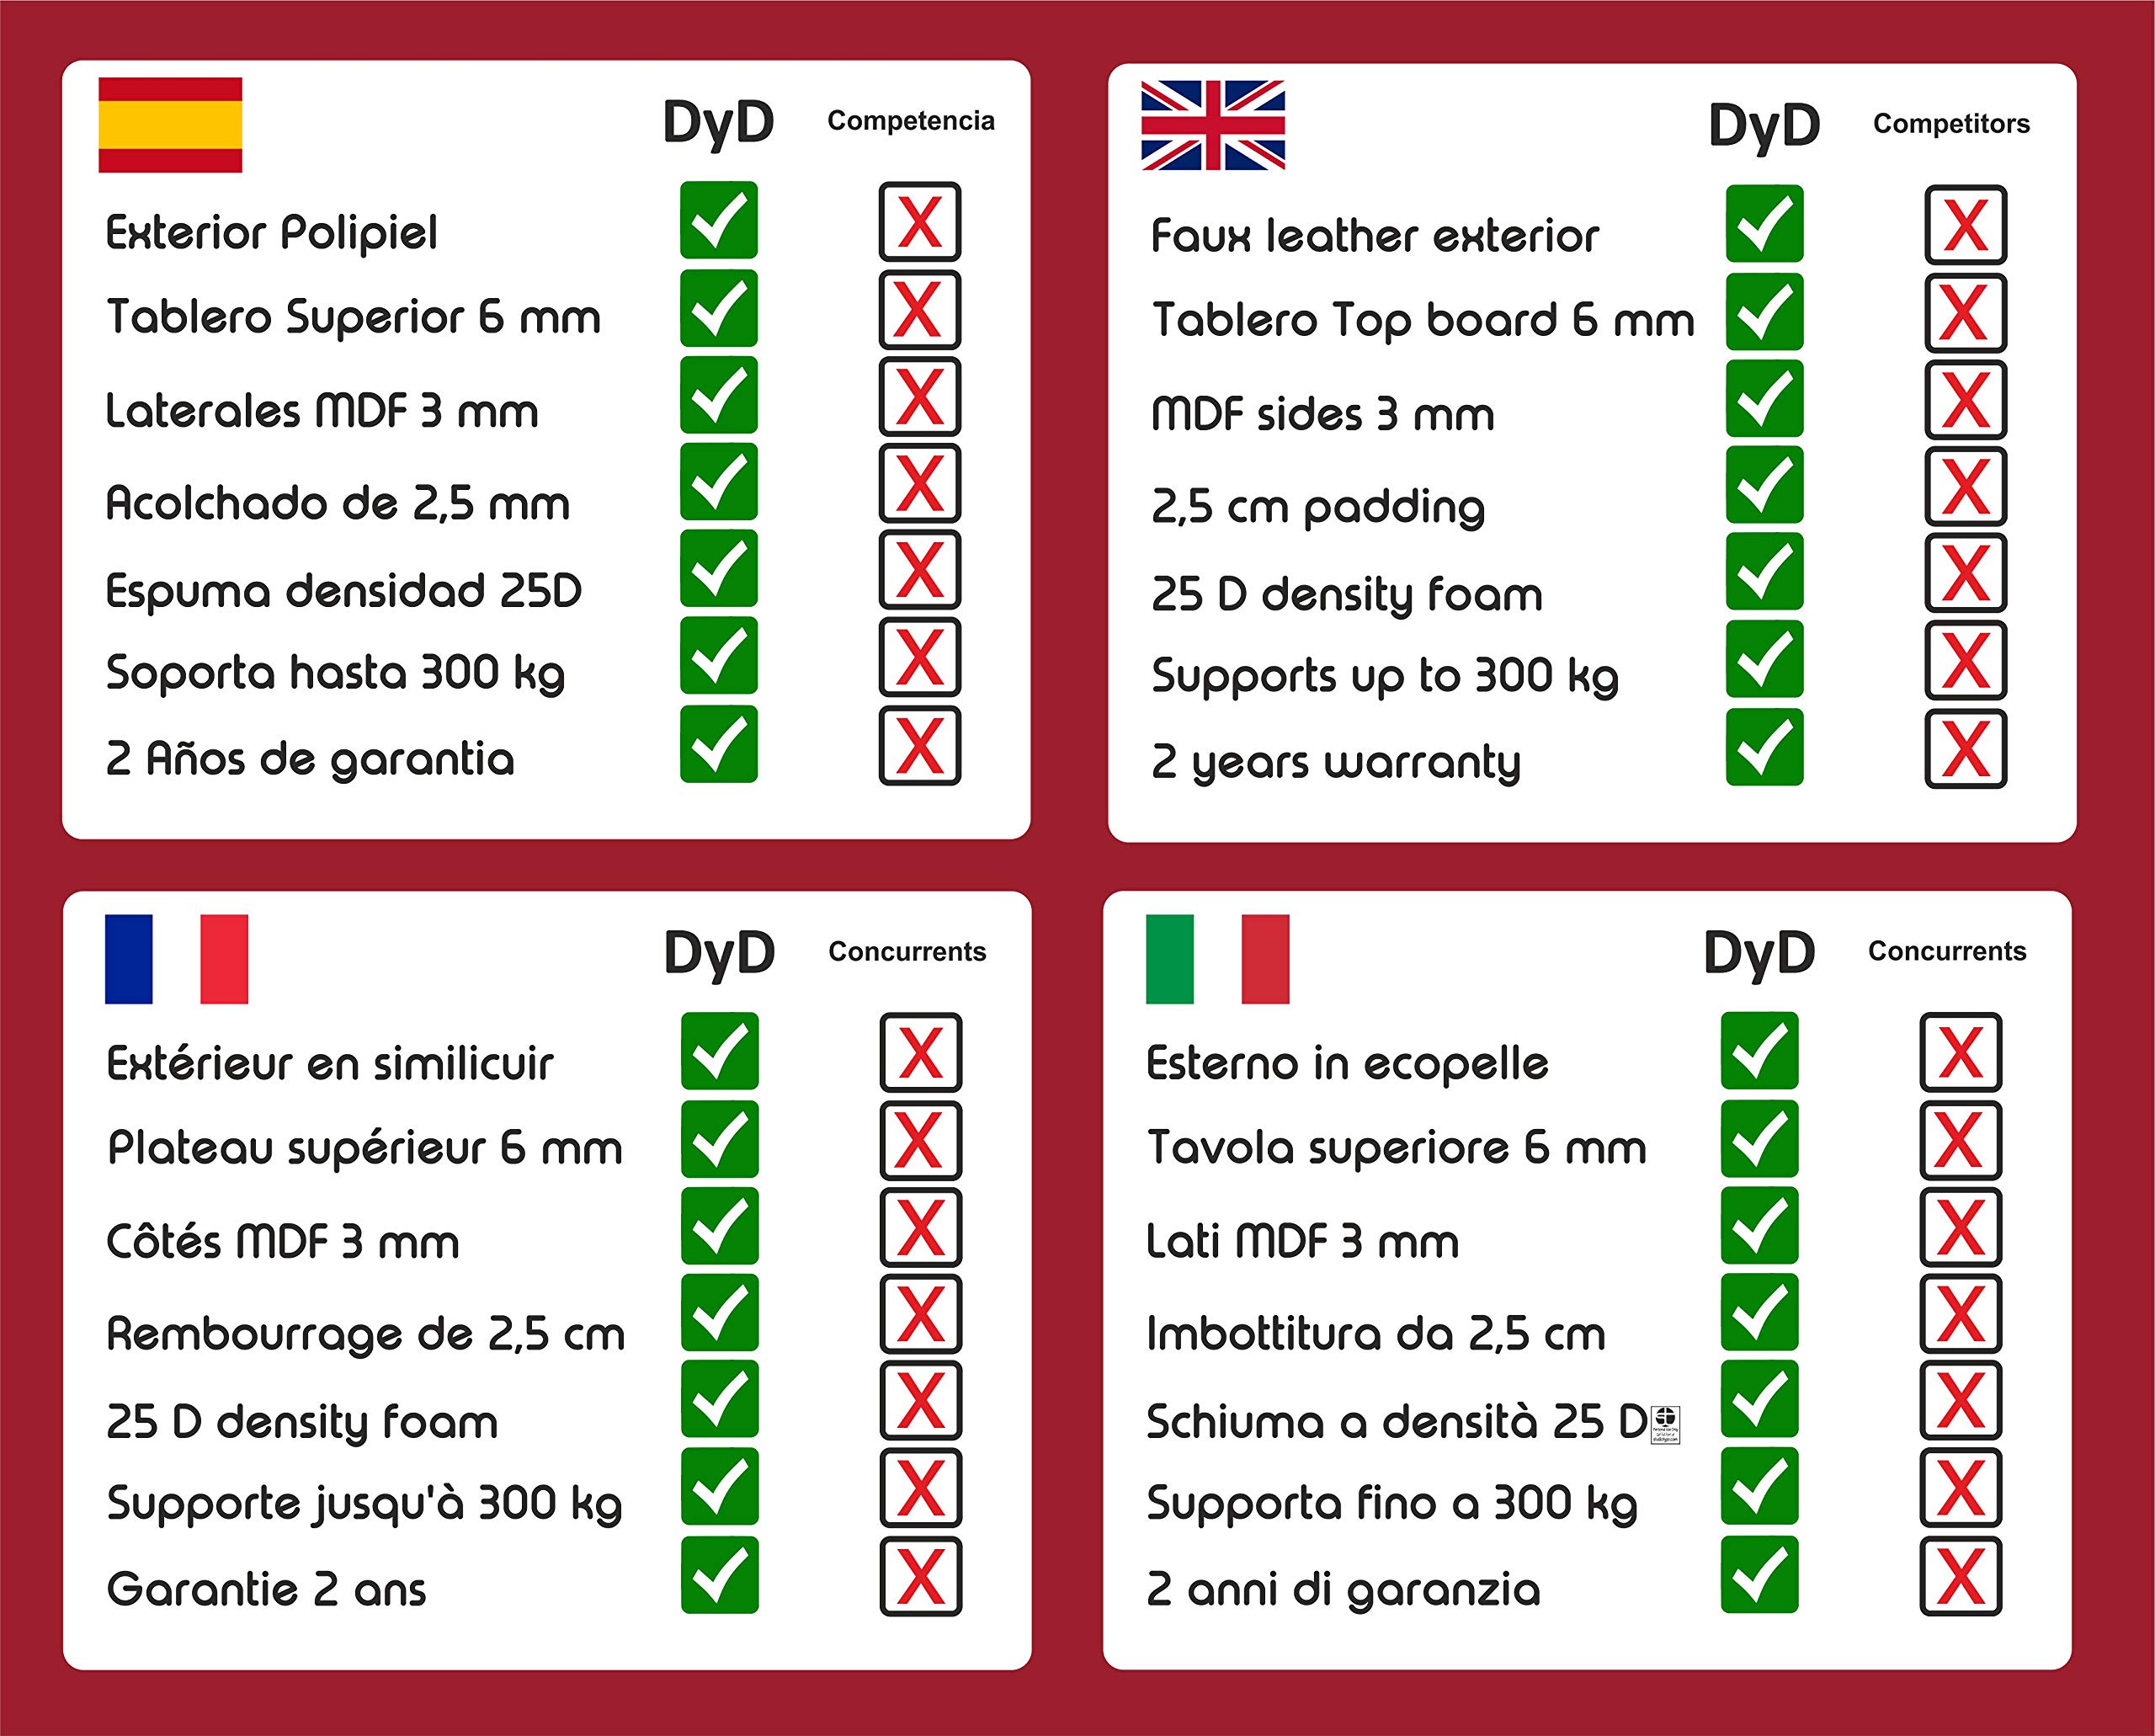 DyD Competencia
Exterior Polipiel
Tablero Superior 6 mm
Laterales MDF 3 mm
Acolchado de 2,5 mm
Espuma densidad 25D
Soporta hasta 300 kg
2 Años de garantia
DyD Competitors
Faux leather exterior
Tablero Top board 6 mm
MDF sides 3 mm
2,5 cm padding
25 D density foam
Supports up to 300 kg
2 years warranty
DyD Concurrents
Extérieur en similicuir
Plateau supérieur 6 mm
Côtés MDF 3 mm
Rembourrage de 2,5 cm
25 D density foam
Supporte jusqu'à 300 kg
Garantie 2 ans
DyD Concurrents
Esterno in ecopelle
Tavola superiore 6 mm
Lati MDF 3 mm
Imbottitura da 2,5 cm
Schiuma a densità 25 D
Supporta fino a 300 kg
2 anni di garanzia